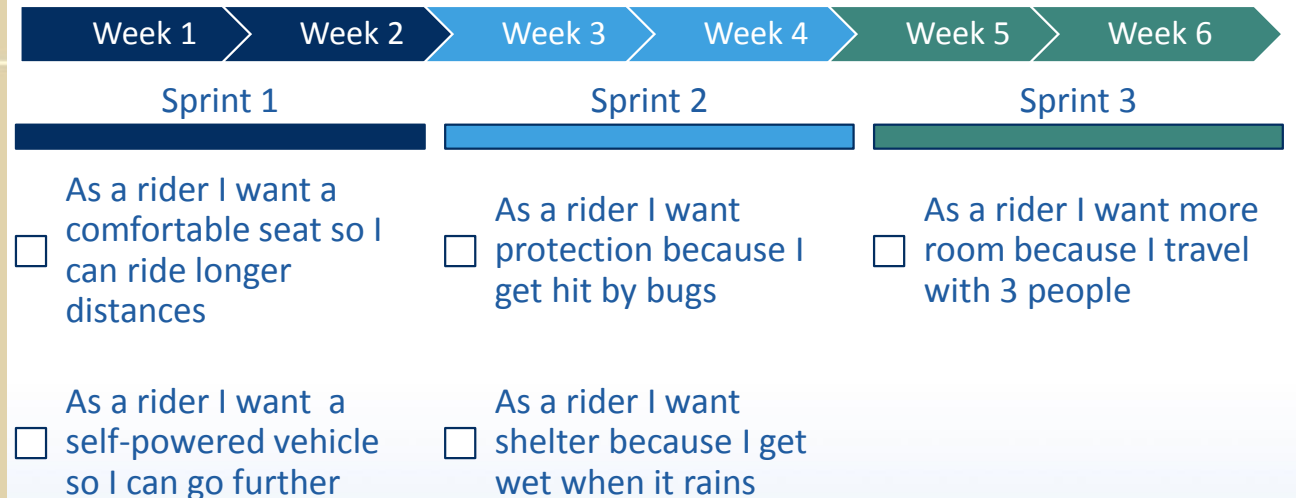 Week 1 Week 2 Week 3 Week 4 Week 5 Week 6
Sprint 1 Sprint 2 Sprint 3
As a rider I want a
comfortable seat so I
can ride longer
distances
As a rider I want a
self-powered vehicle
so I can go further
As a rider I want
protection because I
get hit by bugs
As a rider I want
shelter because I get
wet when it rains
As a rider I want more
room because I travel
with 3 people